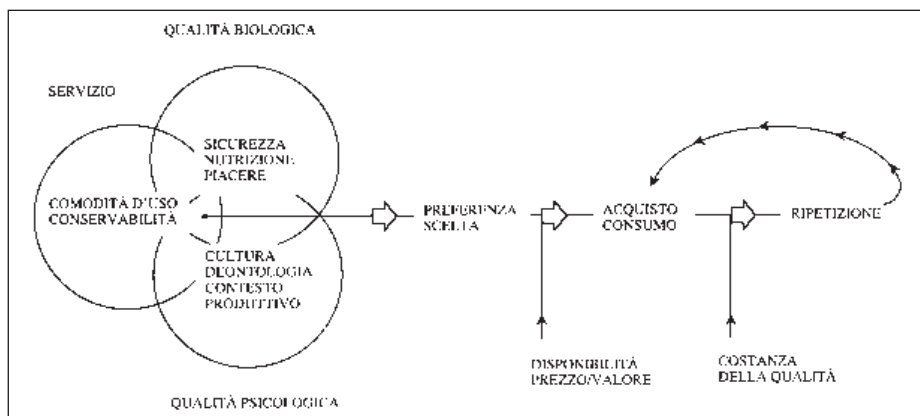 QUALITÀ BIOLOGICA
SERVIZIO
SICUREZZA
NUTRIZIONE
PIACERE
COMODITÀ D'USO
CONSERVABILITÀ
CULTURA
DEONTOLOGIA
CONTESTO
PRODUTTIVO
QUALITÀ PSICOLOGICA
PREFERENZA
SCELTA
ACQUISTO
CONSUMO
RIPETIZIONE
DISPONIBILITÀ
PREZZO/VALORE
COSTANZA
DELLA QUALITÀ